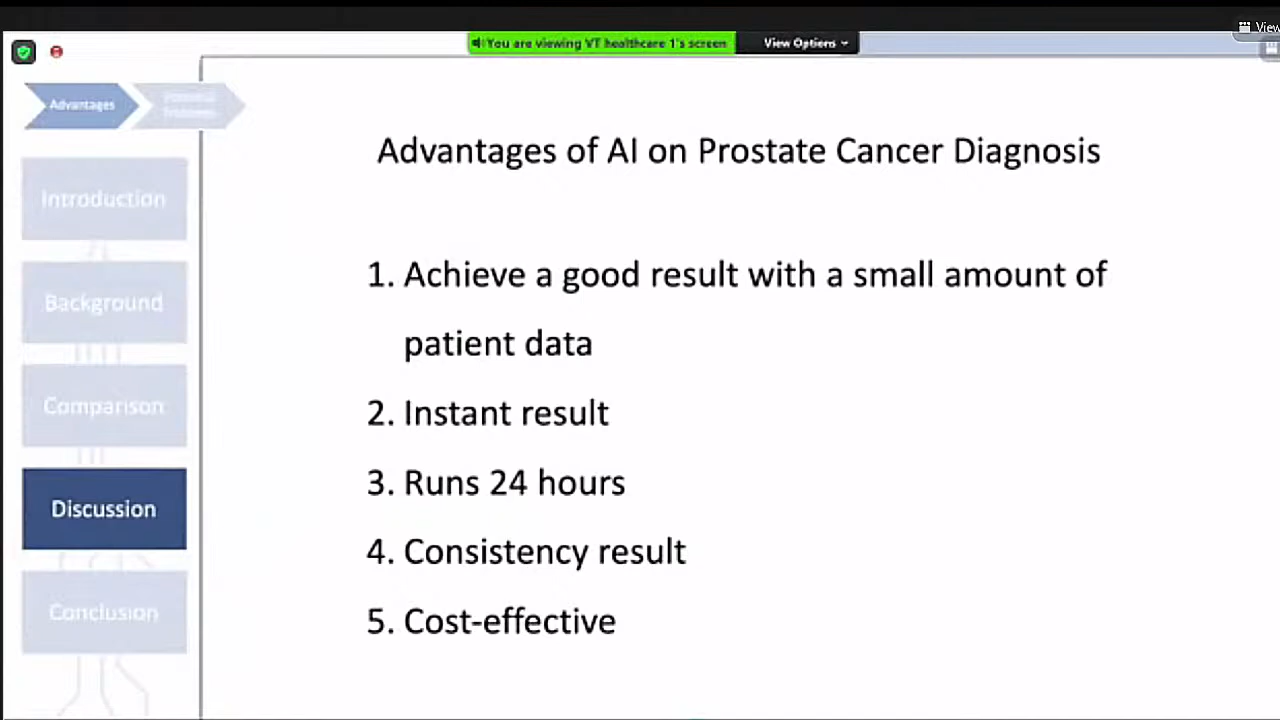 You are viewing VT healthcare 1's screen
View Options
View
Advantages
Advantages of AI on Prostate Cancer Diagnosis
Introduction
Background
Comparison
Discussion
Conclusion
1. Achieve a good result with a small amount of
patient data
2. Instant result
3. Runs 24 hours
4. Consistency result
5. Cost-effective